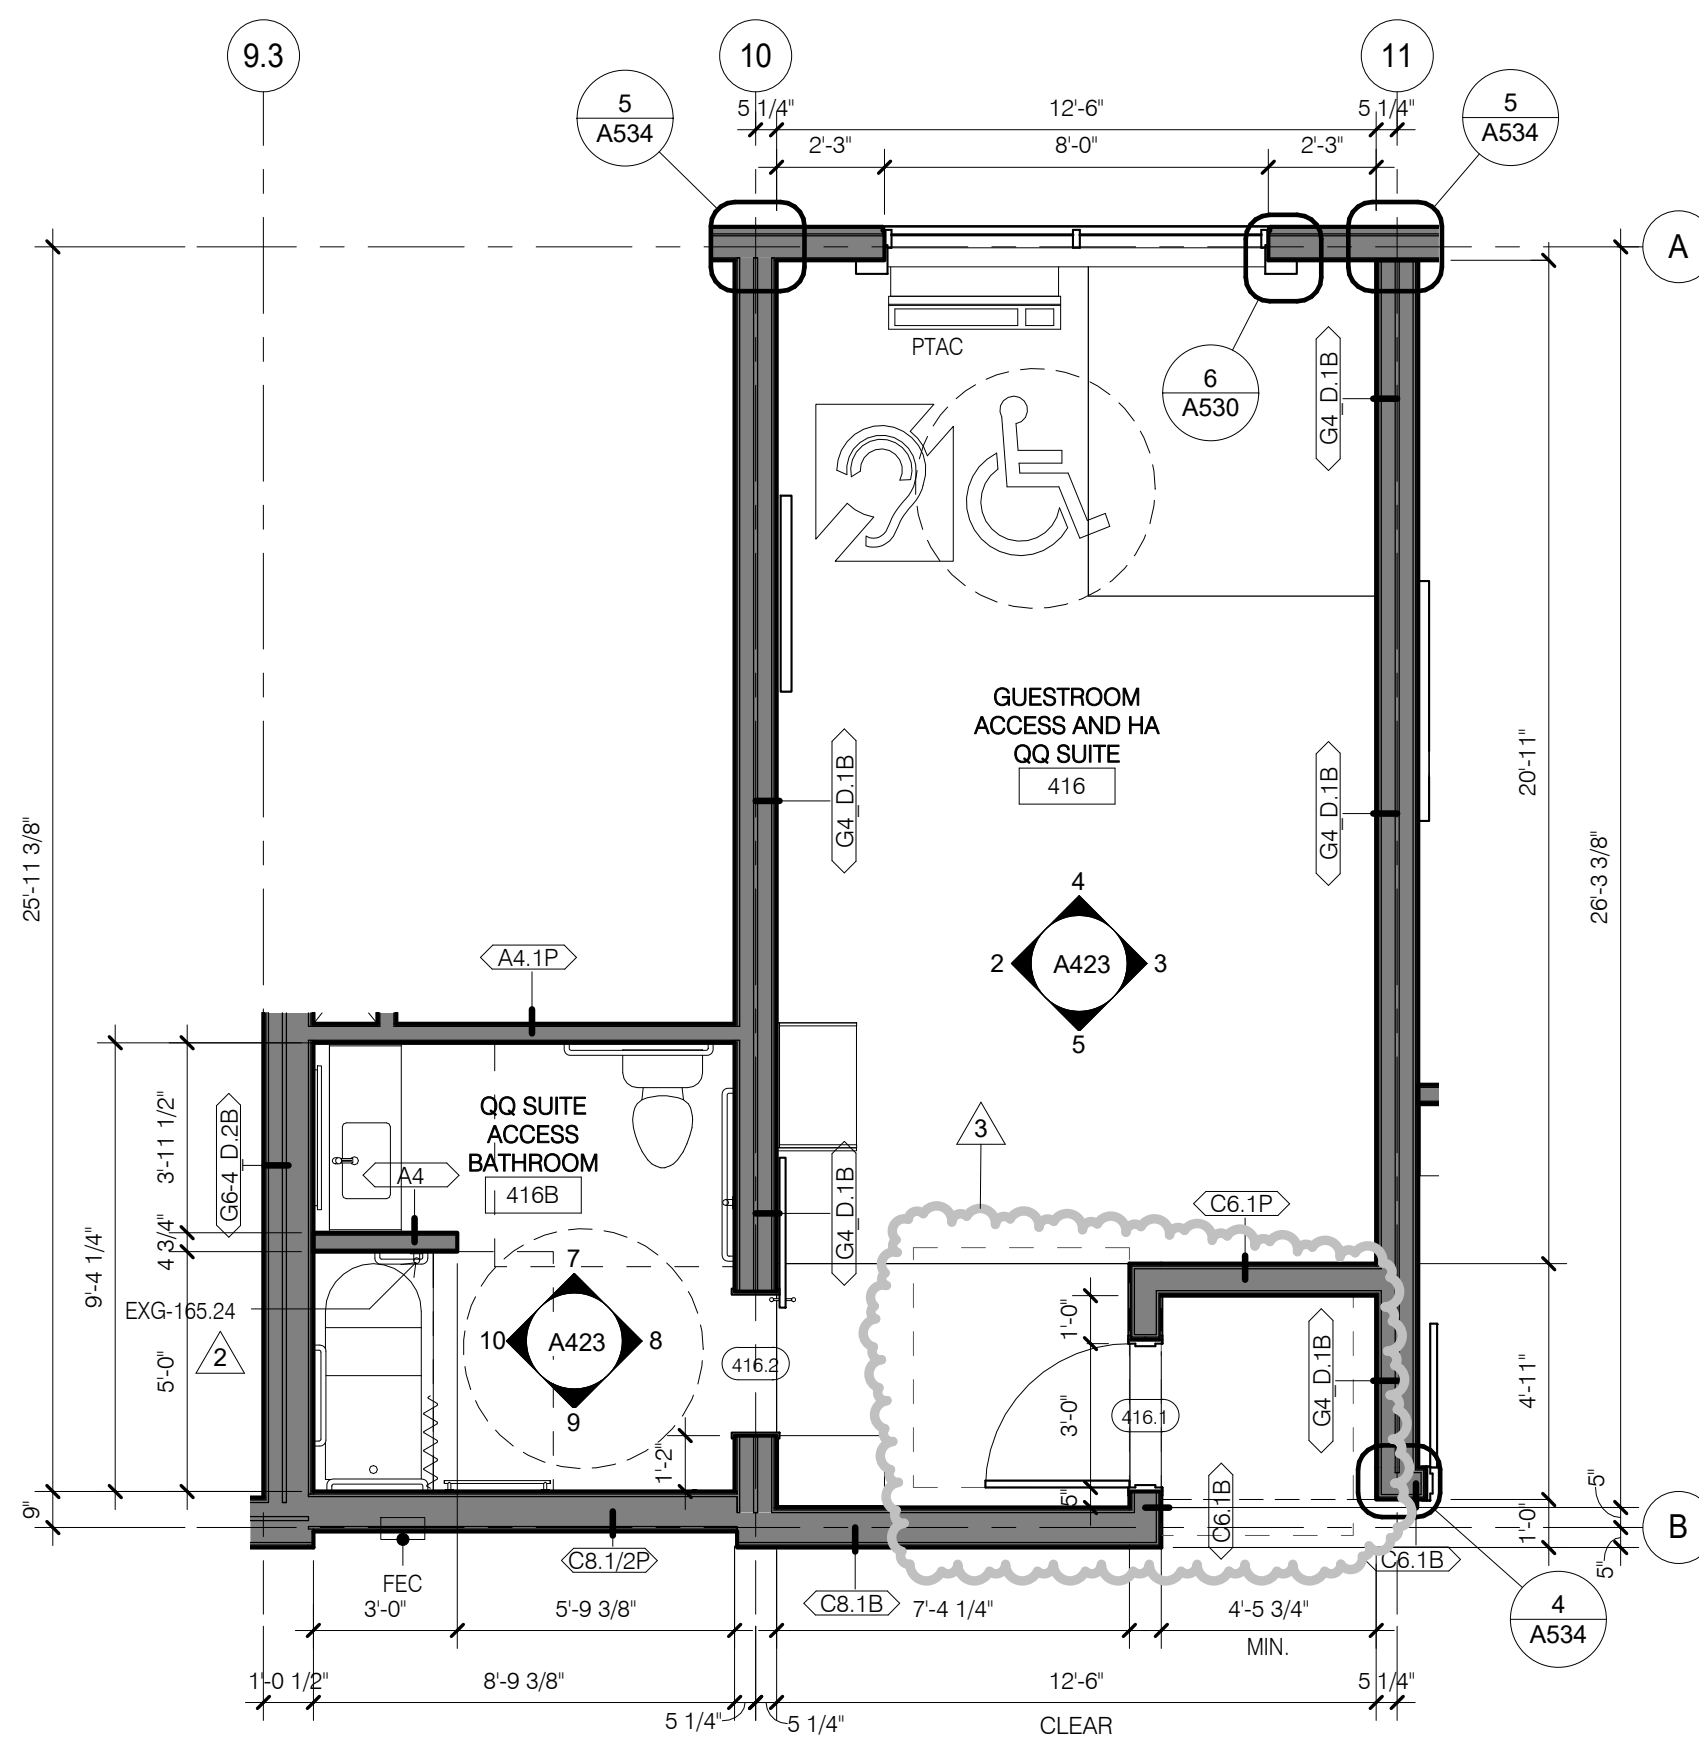 9.3
10
11
5
A534
5 1/4"
12'-6"
5 1/4"
5
A534
2'-3"
8'-0"
2'-3"
A
PTAC
6
A530
G4 D.1B
GUESTROOM
ACCESS AND HA
QQ SUITE
416
G4 D.1B
G4 D.1B
20'-11"
25'-11 3/8"
26'-3 3/8"
4
2
A423
3
5
A4.1P
QQ SUITE
ACCESS
BATHROOM
416B
3'-11 1/2"
G6-4 D.2B
A4
G4 D.1B
3
C6.1P
4 3/4"
9'-4 1/4"
EXG-165.24
2
5'-0"
7
10
A423
8
9
416.2
1'-0"
3'-0"
416.1
G4 D.1B
4'-11"
1'-2"
5"
C6.1B
5"
9"
1'-0"
B
5"
FEC
C8.1/2P
C8.1B
C6.1B
4
A534
3'-0"
5'-9 3/8"
7'-4 1/4"
4'-5 3/4"
MIN.
1'-0 1/2"
8'-9 3/8"
5 1/4"
5 1/4"
12'-6"
CLEAR
5 1/4"